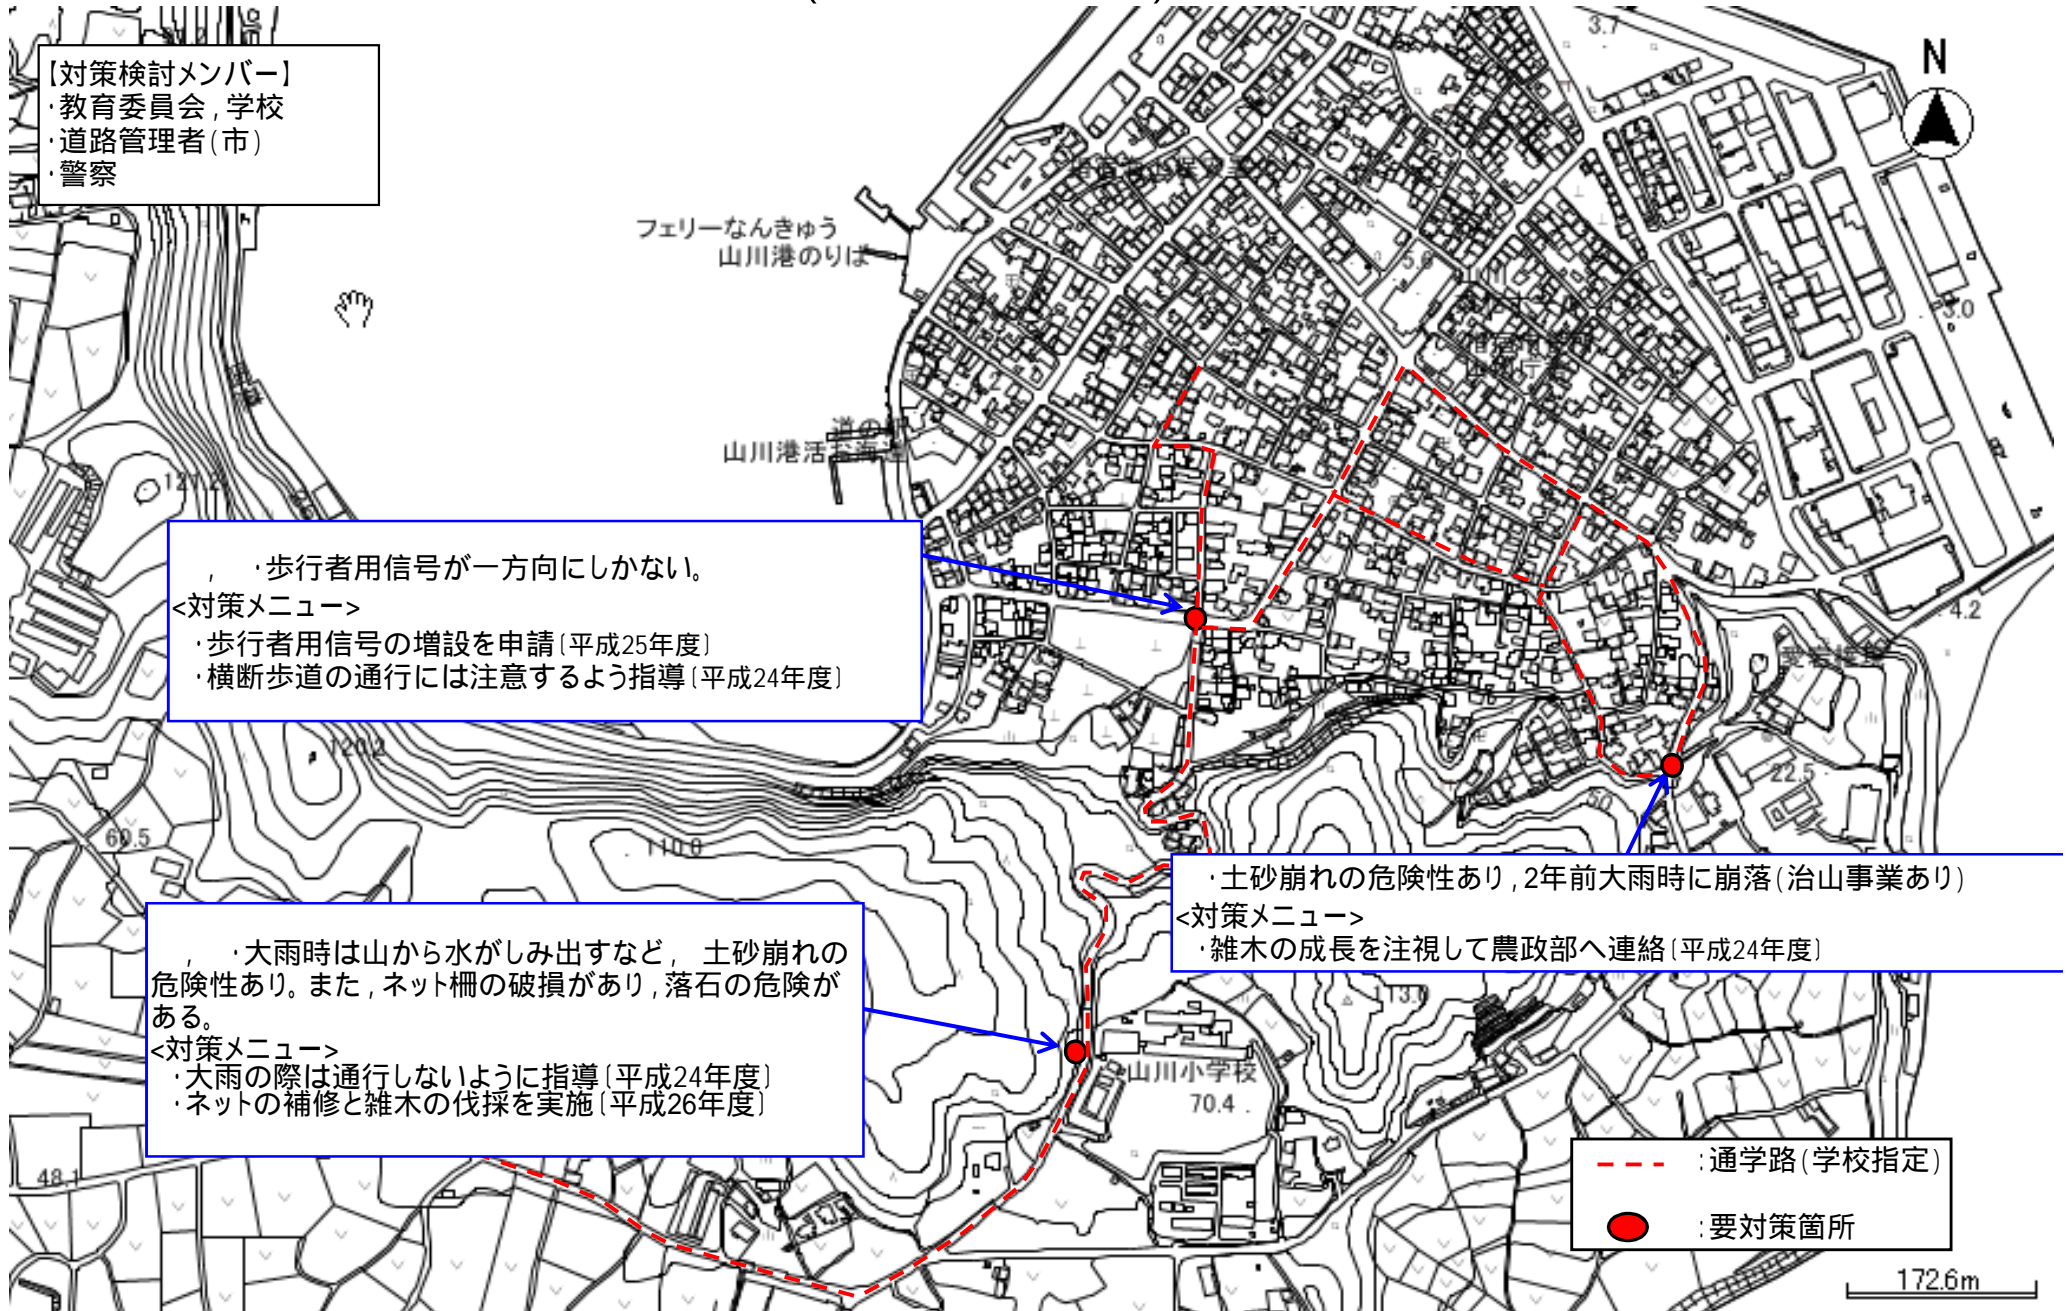 【対策検討メンバー】
・教育委員会,学校
・道路管理者(市)
・警察
N
3.7
フェリーなんきゅう
山川港のりば
5.6
3.0
山川港活お海道
121.2
, ・歩行者用信号が一方向にしかない。
<対策メニュー>
・歩行者用信号の増設を申請〔平成25年度〕
・横断歩道の通行には注意するよう指導〔平成24年度〕
4.2
120.2
22.5
50
60.5
110.0
・土砂崩れの危険性あり,2年前大雨時に崩落(治山事業あり)
<対策メニュー>
・雑木の成長を注視して農政部へ連絡〔平成24年度〕
, ・大雨時は山から水がしみ出すなど, 土砂崩れの
危険性あり。また,ネット柵の破損があり,落石の危険が
ある。
<対策メニュー>
・大雨の際は通行しないように指導〔平成24年度〕
・ネットの補修と雑木の伐採を実施〔平成26年度〕
山川小学校
70.4
48.1
:通学路(学校指定)
:要対策箇所
172.6m